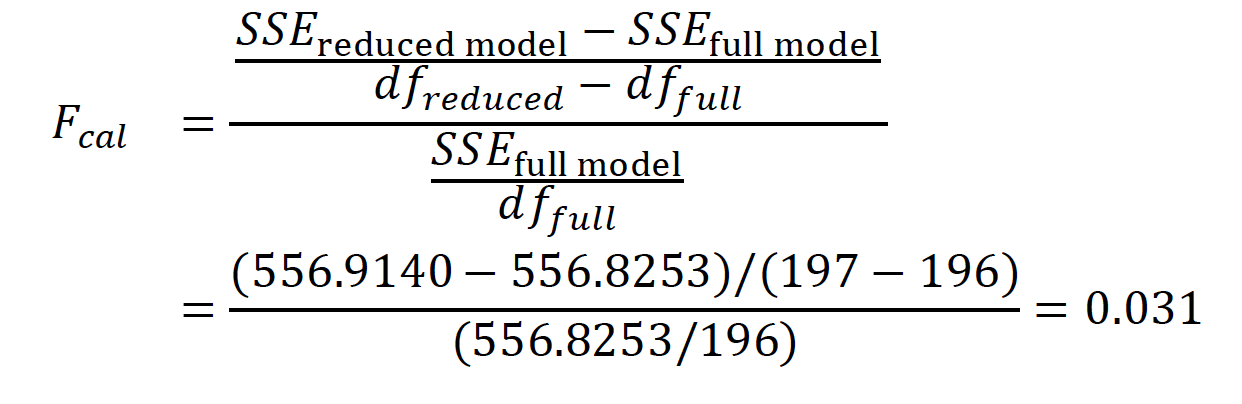 SSE_reduced model − SSE_full model
df_reduced − df_full
F_cal =
SSE_full model
df_full
(556.9140 − 556.8253)/(197 − 196)
= = 0.031
(556.8253/196)